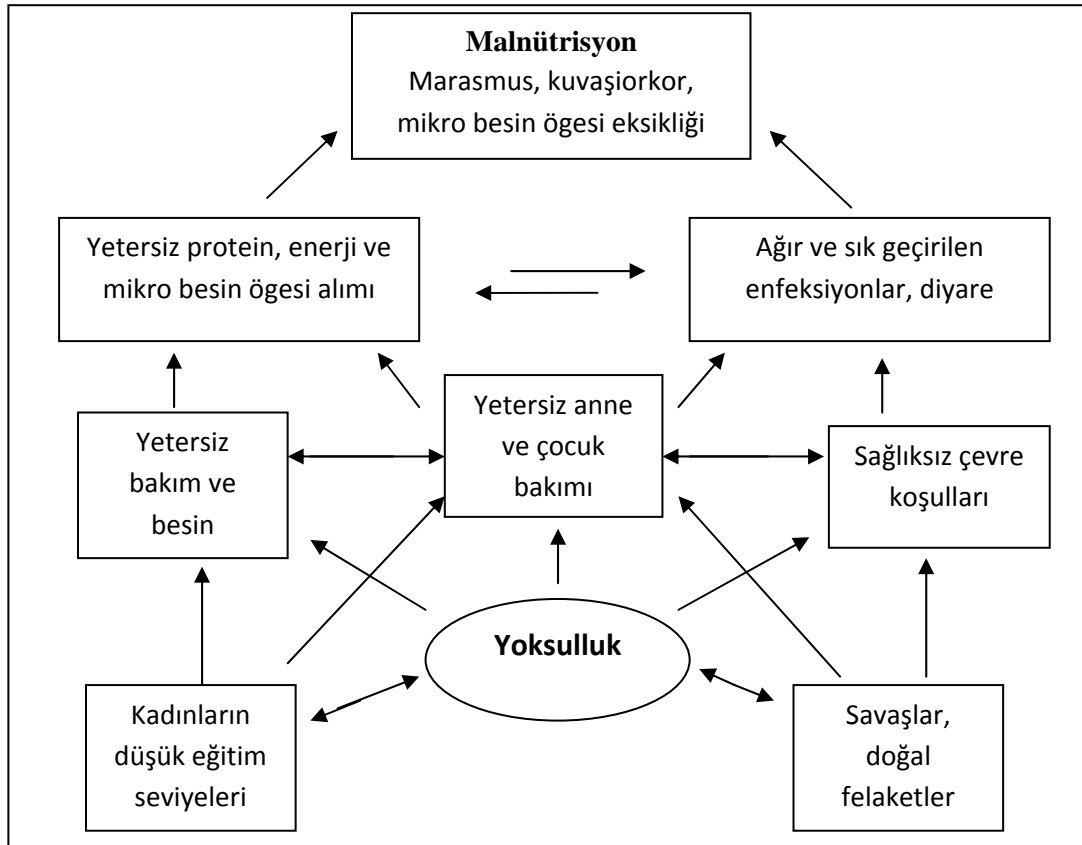 Malnütrisyon
Marasmus, kuvaşiorkor,
mikro besin ögesi eksikliği
Yetersiz protein, enerji ve
mikro besin ögesi alımı
Ağır ve sık geçirilen
enfeksiyonlar, diyare
Yetersiz anne
ve çocuk
bakımı
Yetersiz
bakım ve
besin
Sağlıksız çevre
koşulları
Yoksulluk
Kadınların
düşük eğitim
seviyeleri
Savaşlar,
doğal
felaketler